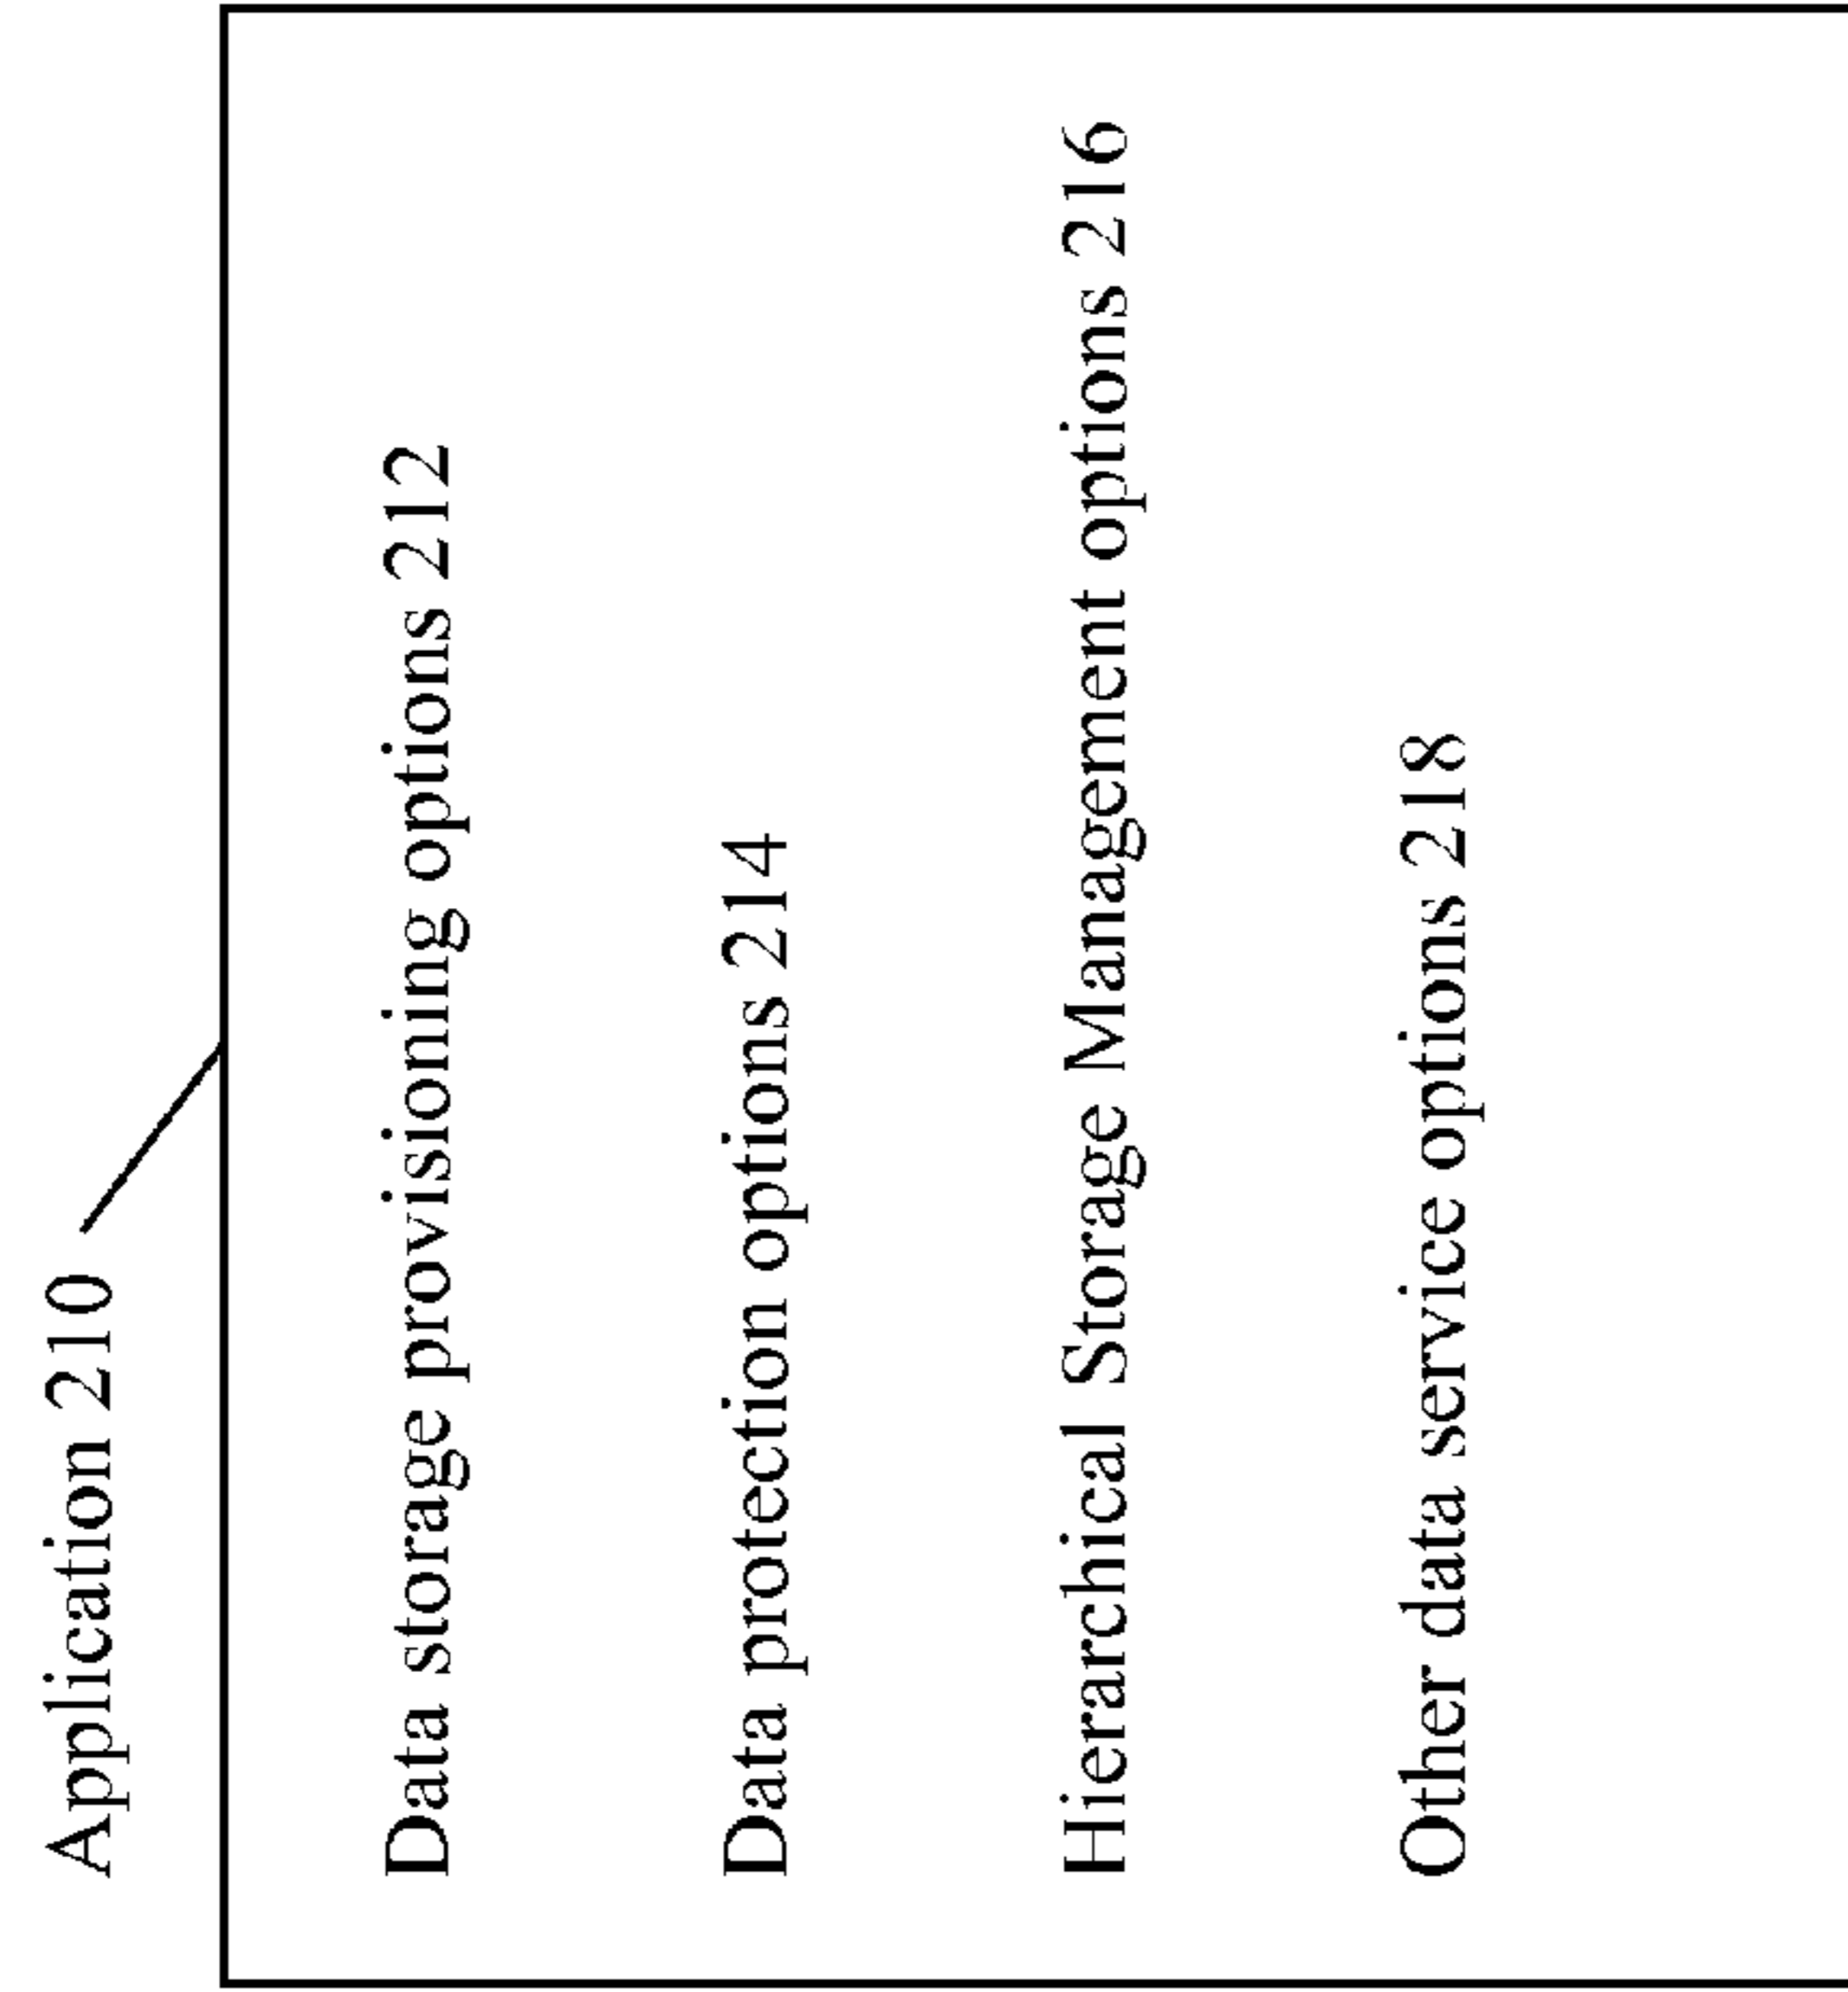 Application 210
Data storage provisioning options 212
Data protection options 214
Hierarchical Storage Management options 216
Other data service options 218